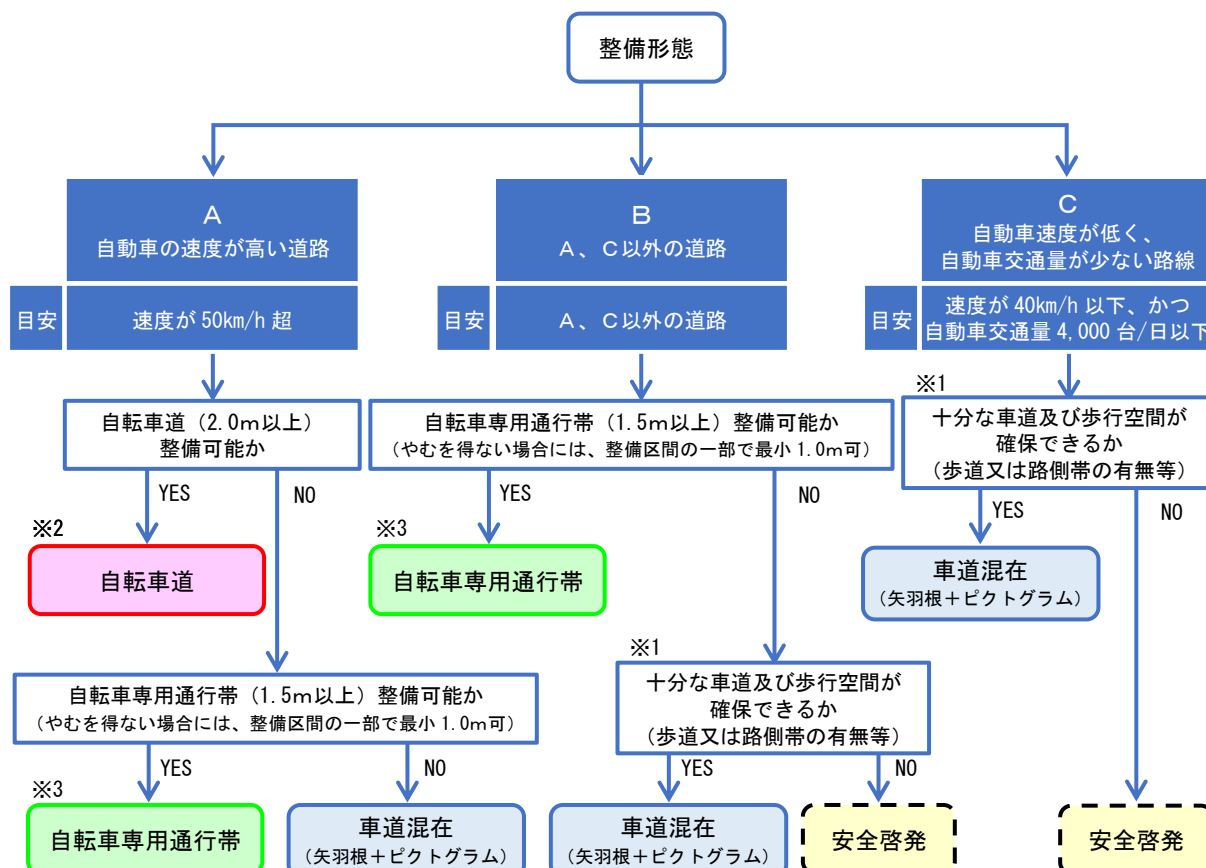 整備形態
A
自動車の速度が高い道路
目安
速度が 50km/h 超
B
A、C以外の道路
目安
A、C以外の道路
C
自動車速度が低く、
自動車交通量が少ない路線
目安
速度が 40km/h 以下、かつ
自動車交通量 4,000 台/日以下
自転車道（2.0m以上）
整備可能か
YES
NO
※2
自転車道
自転車専用通行帯（1.5m以上）整備可能か
（やむを得ない場合には、整備区間の一部で最小 1.0m可）
YES
NO
※3
自転車専用通行帯
※1
十分な車道及び歩行空間が
確保できるか
（歩道又は路側帯の有無等）
YES
NO
車道混在
（矢羽根＋ピクトグラム）
自転車専用通行帯（1.5m以上）整備可能か
（やむを得ない場合には、整備区間の一部で最小 1.0m可）
YES
NO
※3
自転車専用通行帯
車道混在
（矢羽根＋ピクトグラム）
※1
十分な車道及び歩行空間が
確保できるか
（歩道又は路側帯の有無等）
YES
NO
車道混在
（矢羽根＋ピクトグラム）
安全啓発
安全啓発